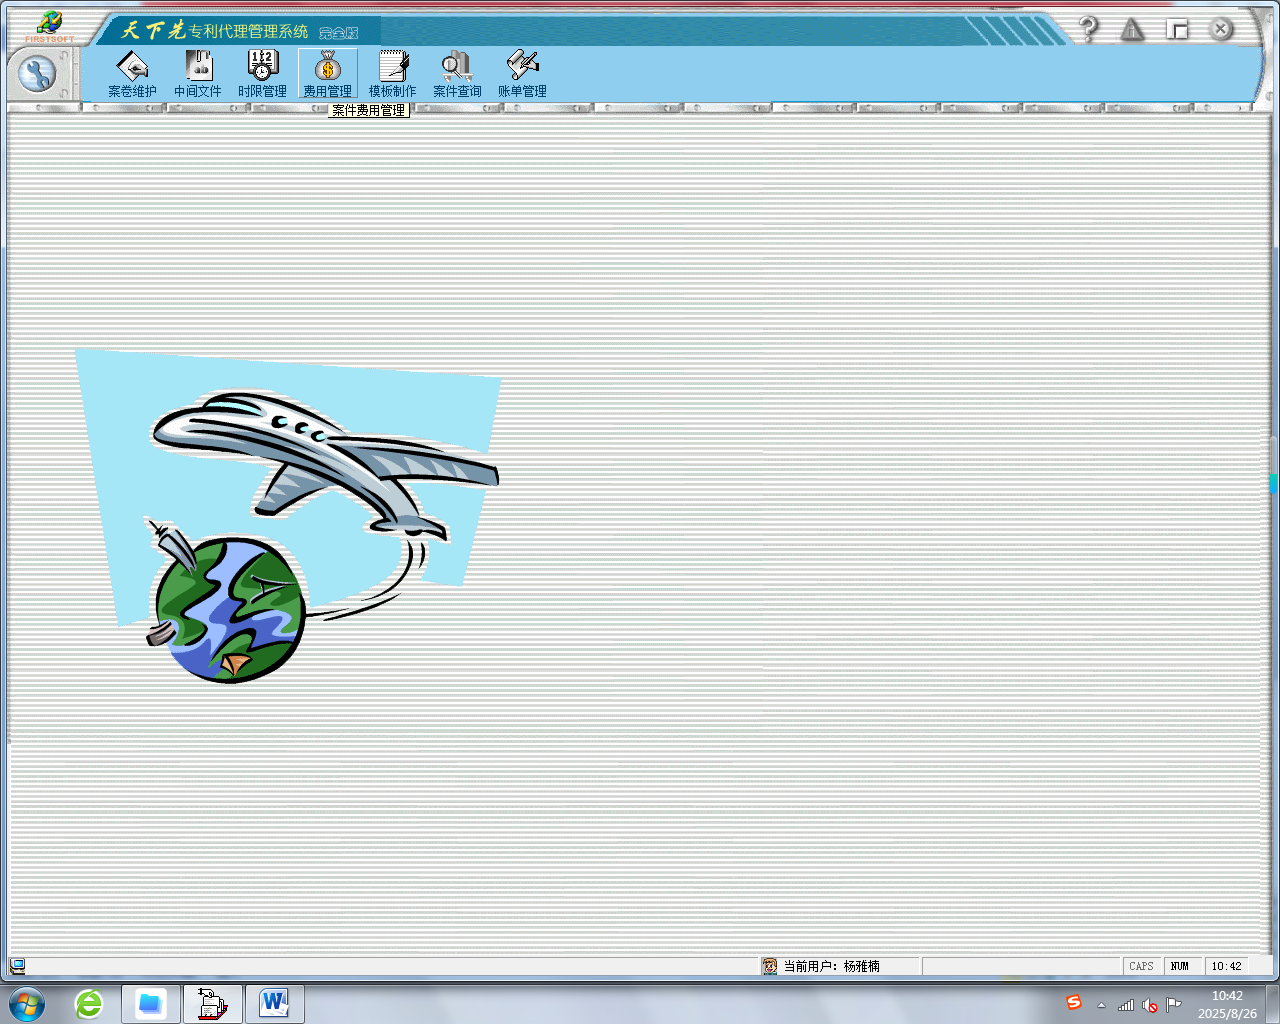 FIRSTSOFT
天下先专利代理管理系统 完全版
案卷维护 中间文件 时限管理 费用管理 模板制作 案件查询 账单管理
案件费用管理
当前用户：杨雅楠 CAPS NUM 10:42
10:42
2025/8/26